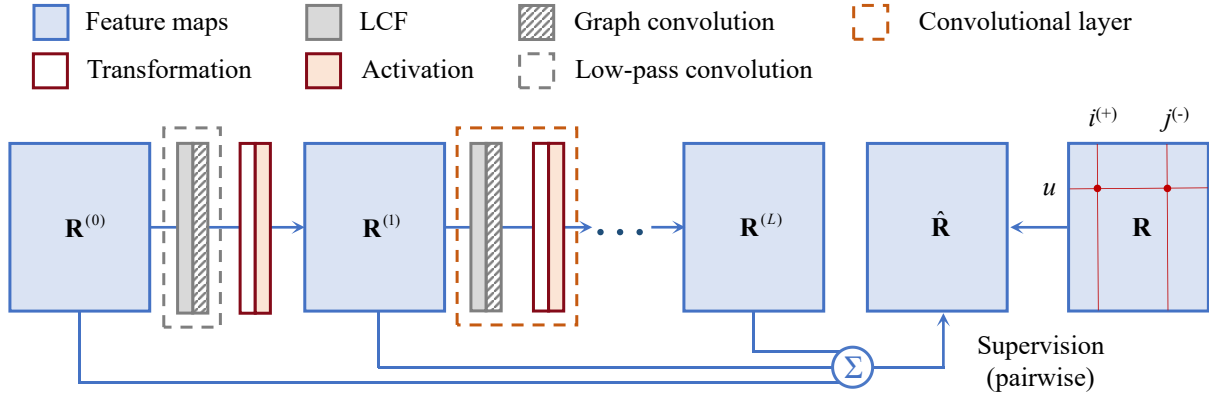 Feature maps
LCF
Graph convolution
Convolutional layer
Transformation
Activation
Low-pass convolution
i(+)
j(-)
u
R(0)
R(1)
. . .
R(L)
R̂
R
Σ
Supervision
(pairwise)